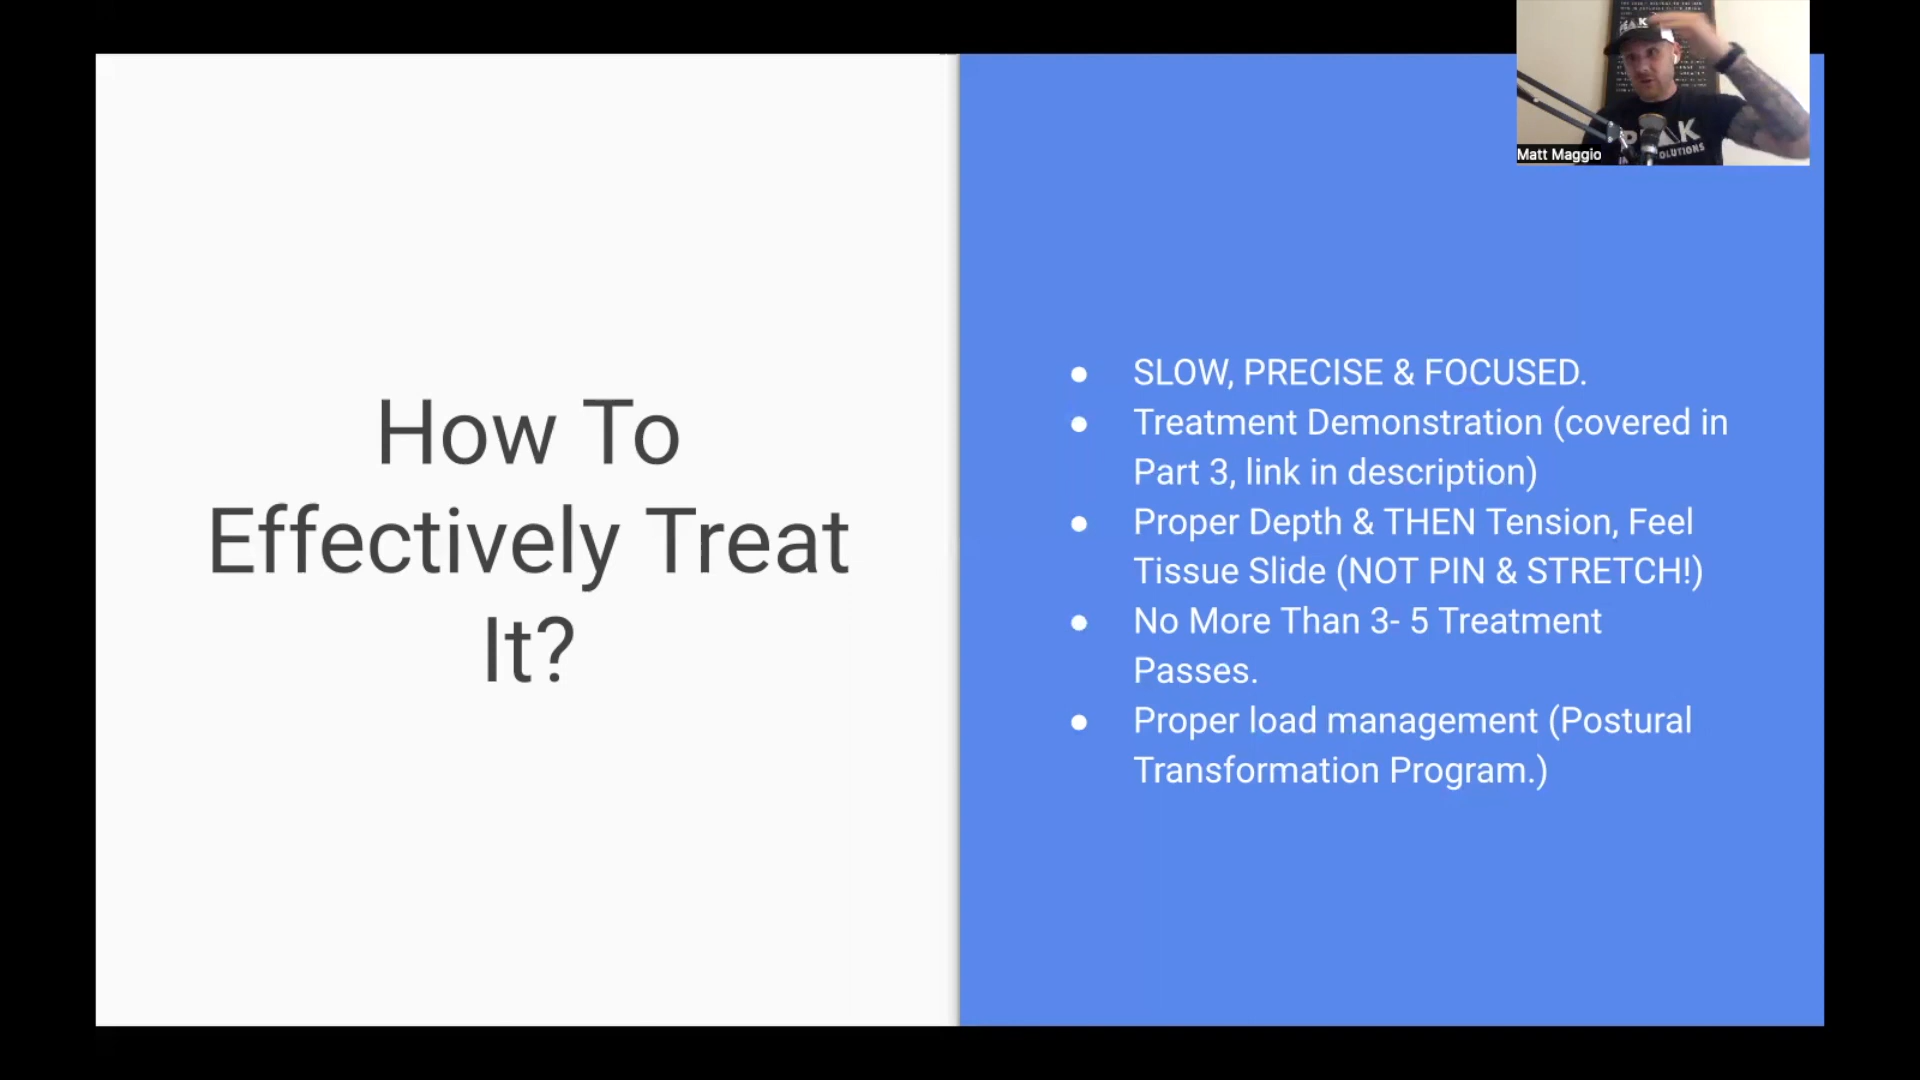 How To
Effectively Treat
It?
● SLOW, PRECISE & FOCUSED.
● Treatment Demonstration (covered in
Part 3, link in description)
● Proper Depth & THEN Tension, Feel
Tissue Slide (NOT PIN & STRETCH!)
● No More Than 3- 5 Treatment
Passes.
● Proper load management (Postural
Transformation Program.)
Matt Maggio